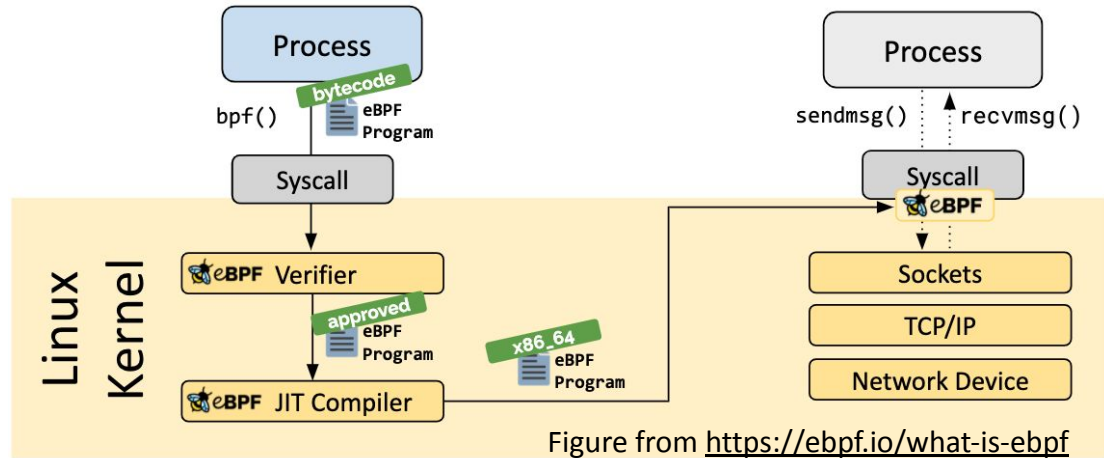 Process
bytecode
bpf()
eBPF
Program
Syscall
Linux
Kernel
eBPF Verifier
approved
eBPF
Program
eBPF JIT Compiler
x86_64
eBPF
Program
Process
sendmsg()
recvmsg()
Syscall
eBPF
Sockets
TCP/IP
Network Device
Figure from https://ebpf.io/what-is-ebpf